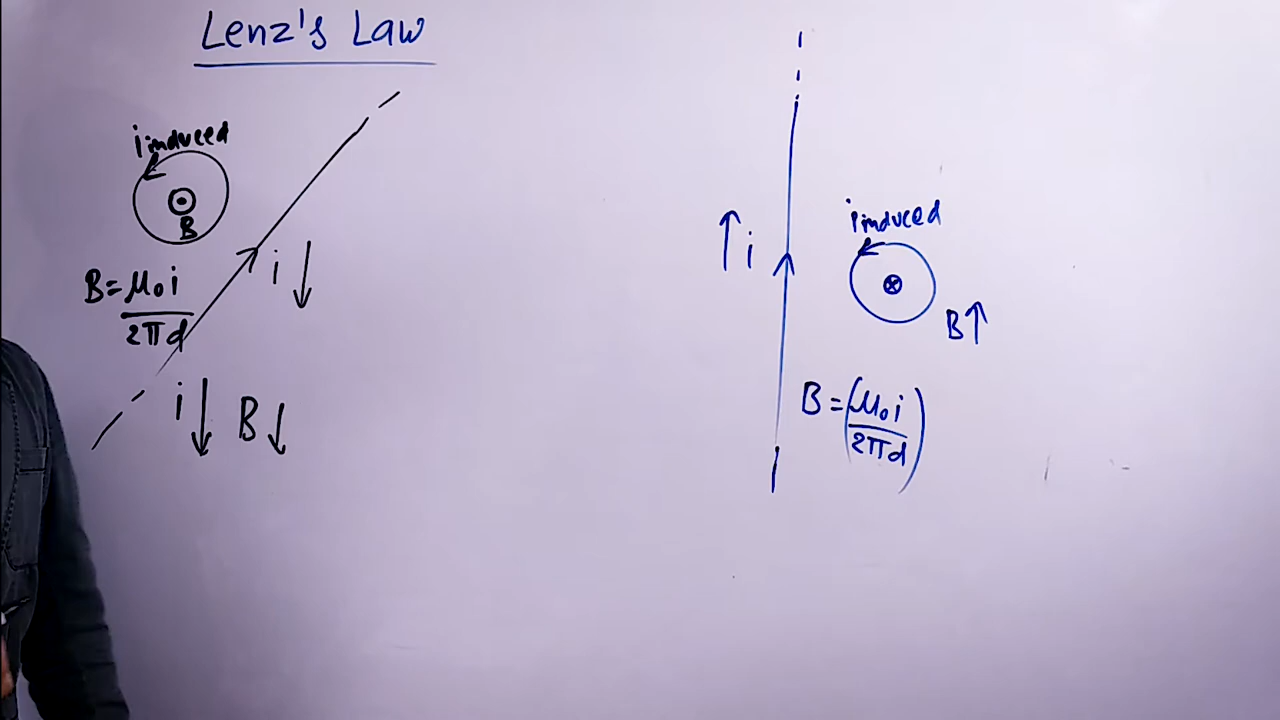 Lenz's Law
i induced
B
B = μ₀i
2πd
i ↓
i ↓ B ↓
↑ i
i induced
⊗
B ↑
B = (μ₀i
2πd)